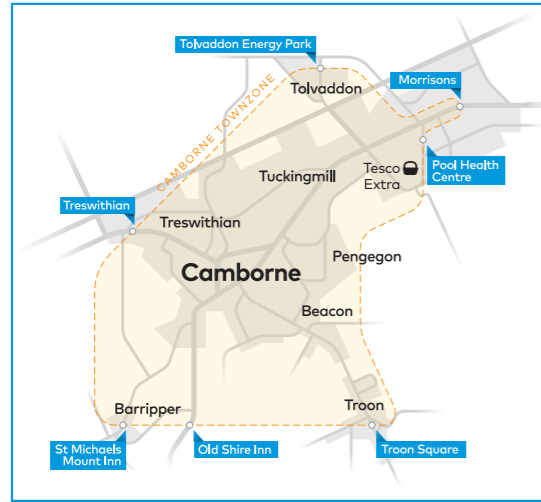 Tolvaddon Energy Park
Morrisons
Tolvaddon
CAMBORNE TOWNZONE
Tuckingmill
Tesco
Extra
Pool Health
Centre
Treswithian
Treswithian
Camborne
Pengegon
Beacon
Barripper
Troon
St Michaels
Mount Inn
Old Shire Inn
Troon Square